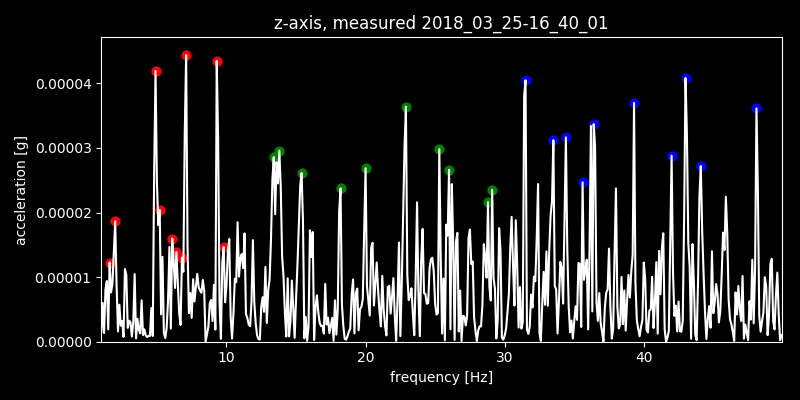 z-axis, measured 2018_03_25-16_40_01
acceleration [g]
0.00004
0.00003
0.00002
0.00001
0.00000
10 20 30 40
frequency [Hz]